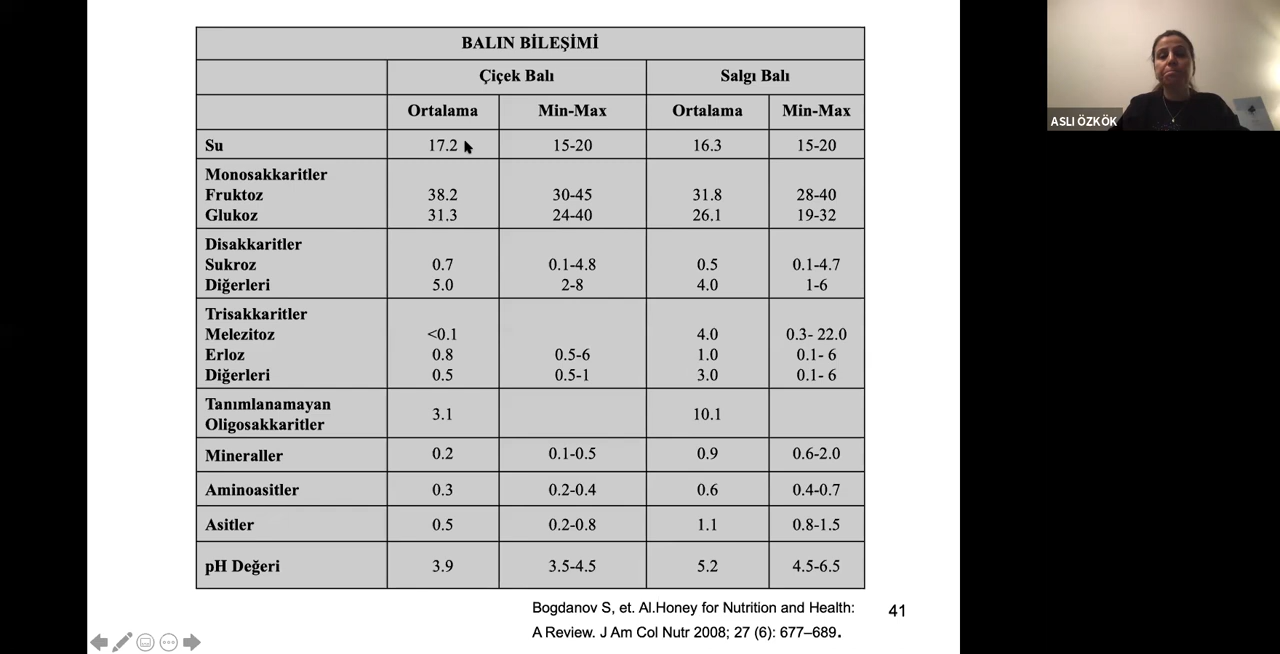 BALIN BİLEŞİMİ
Çiçek Balı Salgı Balı
Ortalama Min-Max Ortalama Min-Max
Su 17.2 15-20 16.3 15-20
Monosakkaritler
Fruktoz 38.2 30-45 31.8 28-40
Glukoz 31.3 24-40 26.1 19-32
Disakkaritler
Sukroz 0.7 0.1-4.8 0.5 0.1-4.7
Diğerleri 5.0 2-8 4.0 1-6
Trisakkaritler
Melezitoz <0.1 4.0 0.3- 22.0
Erloz 0.8 0.5-6 1.0 0.1- 6
Diğerleri 0.5 0.5-1 3.0 0.1- 6
Tanımlanamayan
Oligosakkaritler 3.1 10.1
Mineraller 0.2 0.1-0.5 0.9 0.6-2.0
Aminoasitler 0.3 0.2-0.4 0.6 0.4-0.7
Asitler 0.5 0.2-0.8 1.1 0.8-1.5
pH Değeri 3.9 3.5-4.5 5.2 4.5-6.5
Bogdanov S, et. Al.Honey for Nutrition and Health:
A Review. J Am Col Nutr 2008; 27 (6): 677–689.
41
ASLI ÖZKÖK